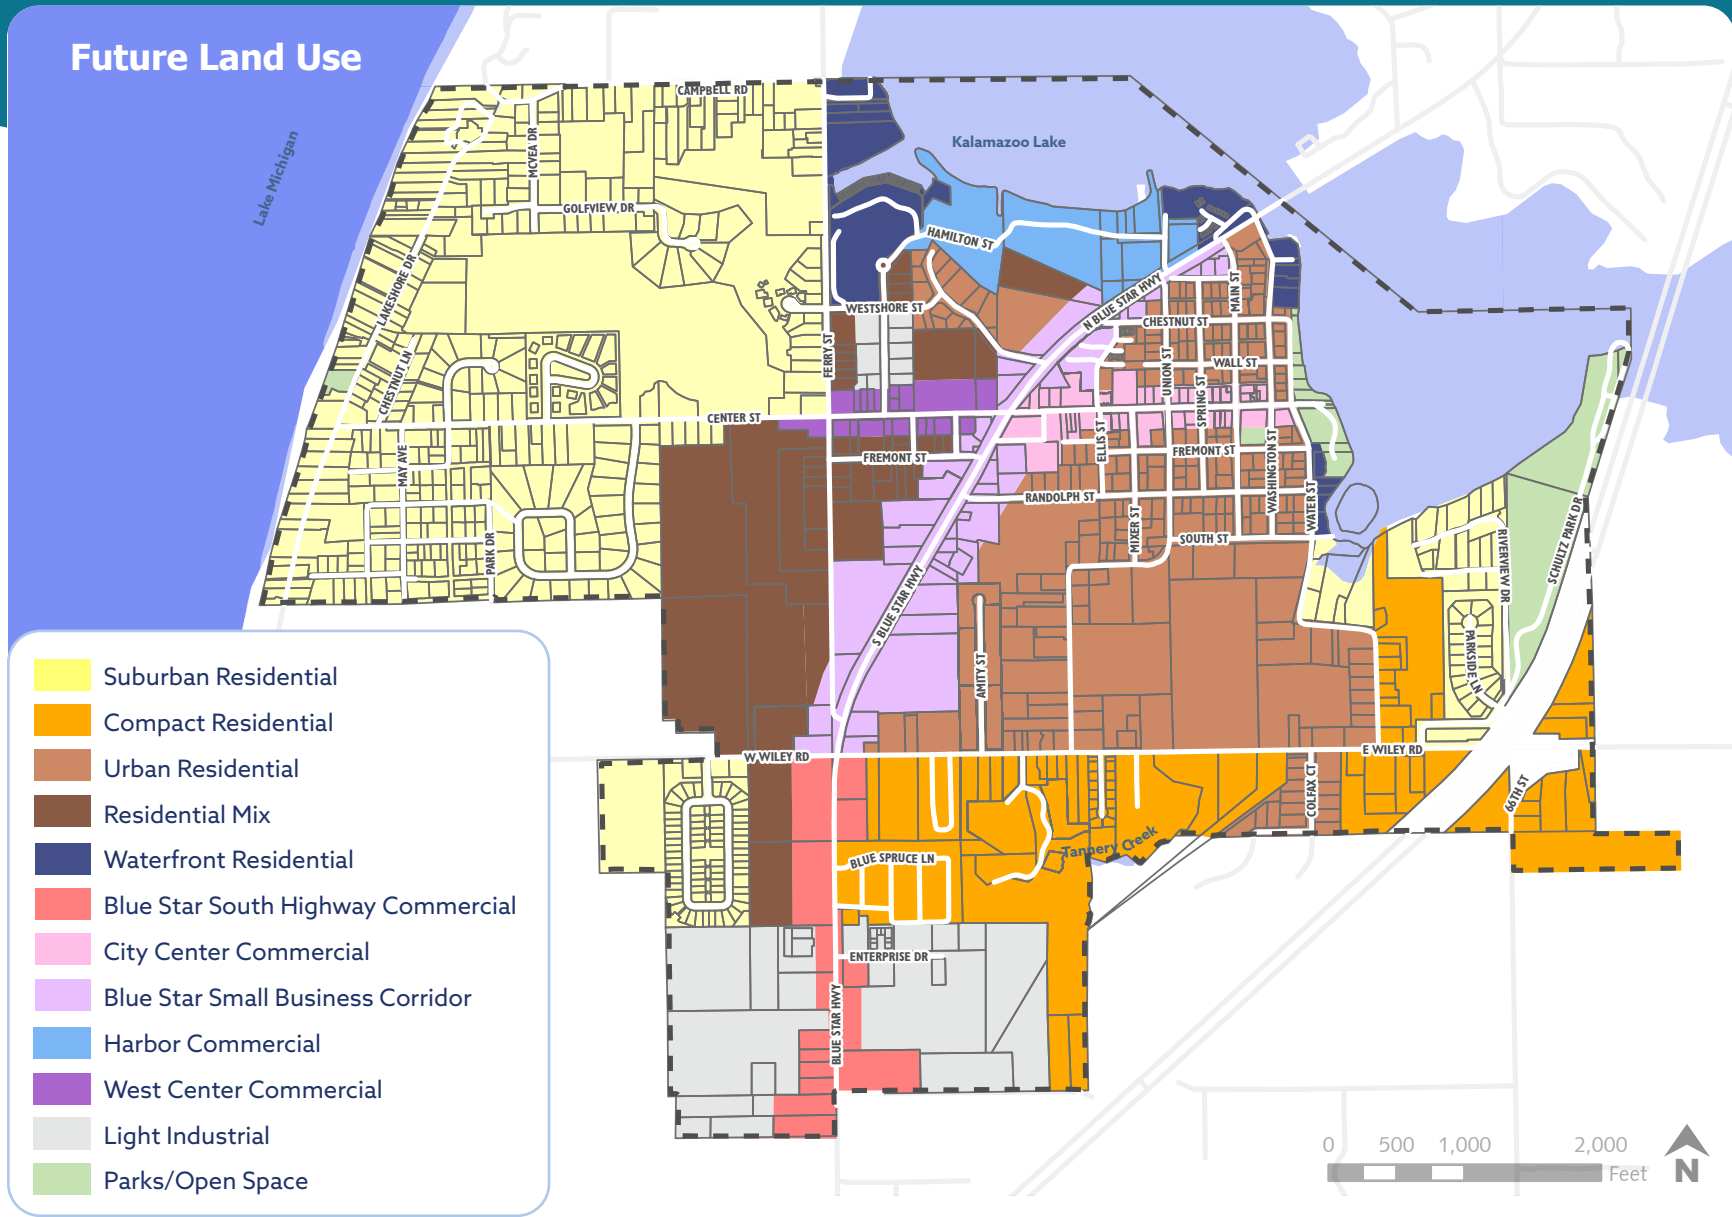 Future Land Use
CAMPBELL RD
Kalamazoo Lake
MCVEA DR
Lake Michigan
GOLFVIEW DR
HAMILTON ST
LAKESHORE DR
N BLUE STAR HWY
MAIN ST
WESTSHORE ST
CHESTNUT ST
FERRY ST
CHESTNUT LN
UNION ST
WALL ST
SPRING ST
CENTER ST
ELLIS ST
MAY AVE
FREMONT ST
FREMONT ST
WASHINGTON ST
RANDOLPH ST
WATER ST
MIXER ST
SOUTH ST
PARK DR
RIVERVIEW DR
SCHULTZ PARK DR
S BLUE STAR HWY
AMITY ST
PARKSIDE LN
W WILEY RD
E WILEY RD
COLFAX CT
66TH ST
Tannery Creek
BLUE SPRUCE LN
ENTERPRISE DR
BLUE STAR HWY
Suburban Residential
Compact Residential
Urban Residential
Residential Mix
Waterfront Residential
Blue Star South Highway Commercial
City Center Commercial
Blue Star Small Business Corridor
Harbor Commercial
West Center Commercial
Light Industrial
Parks/Open Space
0 500 1,000 2,000
Feet
N